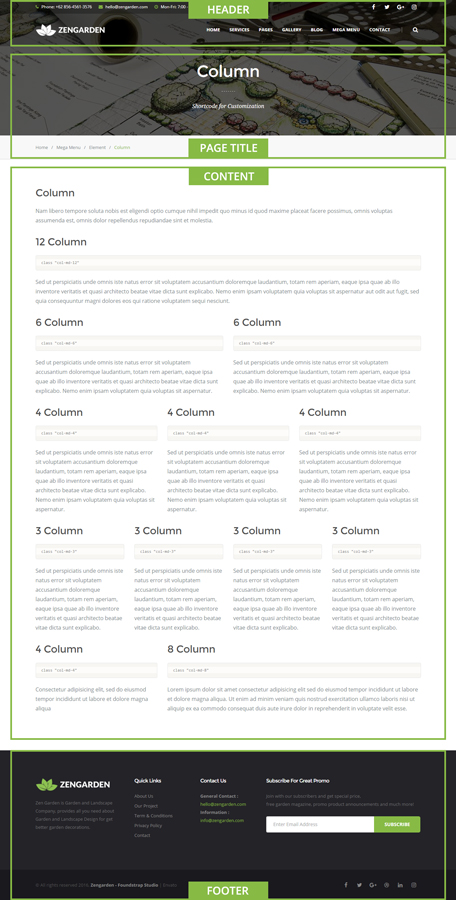 Phone: +62 856-4561-3576 hello@zengarden.com Mon-Fri: 7:00 -
HEADER
ZENGARDEN HOME SERVICES PAGES GALLERY BLOG MEGA MENU CONTACT
Column
Shortcode for Customization
Home / Mega Menu / Element / Column
PAGE TITLE
CONTENT
Column
Nam libero tempore soluta nobis est eligendi optio cumque nihil impedit quo minus id quod maxime placeat facere possimus, omnis voluptas
assumenda est, omnis dolor repellendus repudiandae sint et molestia.
12 Column
class "col-md-12"
Sed ut perspiciatis unde omnis iste natus error sit voluptatem accusantium doloremque laudantium, totam rem aperiam, eaque ipsa quae ab illo
inventore veritatis et quasi architecto beatae vitae dicta sunt explicabo. Nemo enim ipsam voluptatem quia voluptas sit aspernatur aut odit aut fugit, sed
quia consequuntur magni dolores eos qui ratione voluptatem sequi nesciunt.
6 Column 6 Column
class "col-md-6" class "col-md-6"
Sed ut perspiciatis unde omnis iste natus error sit voluptatem
accusantium doloremque laudantium, totam rem aperiam, eaque ipsa
quae ab illo inventore veritatis et quasi architecto beatae vitae dicta sunt
explicabo. Nemo enim ipsam voluptatem quia voluptas sit aspernatur.
Sed ut perspiciatis unde omnis iste natus error sit voluptatem
accusantium doloremque laudantium, totam rem aperiam, eaque ipsa
quae ab illo inventore veritatis et quasi architecto beatae vitae dicta sunt
explicabo. Nemo enim ipsam voluptatem quia voluptas sit aspernatur.
4 Column 4 Column 4 Column
class "col-md-4" class "col-md-4" class "col-md-4"
Sed ut perspiciatis unde omnis iste natus error
sit voluptatem accusantium doloremque
laudantium, totam rem aperiam, eaque ipsa
quae ab illo inventore veritatis et quasi
architecto beatae vitae dicta sunt explicabo.
Nemo enim ipsam voluptatem quia voluptas sit
aspernatur.
Sed ut perspiciatis unde omnis iste natus error
sit voluptatem accusantium doloremque
laudantium, totam rem aperiam, eaque ipsa
quae ab illo inventore veritatis et quasi
architecto beatae vitae dicta sunt explicabo.
Nemo enim ipsam voluptatem quia voluptas sit
aspernatur.
Sed ut perspiciatis unde omnis iste natus error
sit voluptatem accusantium doloremque
laudantium, totam rem aperiam, eaque ipsa
quae ab illo inventore veritatis et quasi
architecto beatae vitae dicta sunt explicabo.
Nemo enim ipsam voluptatem quia voluptas sit
aspernatur.
3 Column 3 Column 3 Column 3 Column
class "col-md-3" class "col-md-3" class "col-md-3" class "col-md-3"
Sed ut perspiciatis unde omnis iste
natus error sit voluptatem
accusantium doloremque
laudantium, totam rem aperiam,
eaque ipsa quae ab illo inventore
veritatis et quasi architecto beatae
vitae dicta sunt explicabo.
Sed ut perspiciatis unde omnis iste
natus error sit voluptatem
accusantium doloremque
laudantium, totam rem aperiam,
eaque ipsa quae ab illo inventore
veritatis et quasi architecto beatae
vitae dicta sunt explicabo.
Sed ut perspiciatis unde omnis iste
natus error sit voluptatem
accusantium doloremque
laudantium, totam rem aperiam,
eaque ipsa quae ab illo inventore
veritatis et quasi architecto beatae
vitae dicta sunt explicabo.
Sed ut perspiciatis unde omnis iste
natus error sit voluptatem
accusantium doloremque
laudantium, totam rem aperiam,
eaque ipsa quae ab illo inventore
veritatis et quasi architecto beatae
vitae dicta sunt explicabo.
4 Column 8 Column
class "col-md-4" class "col-md-8"
Consectetur adipisicing elit, sed do eiusmod
tempor incididunt ut labore et dolore magna
aliqua
Lorem ipsum dolor sit amet consectetur adipisicing elit sed do eiusmod tempor incididunt ut labore
et dolore magna aliqua. Ut enim ad minim veniam quis nostrud exercitation ullamco laboris nisi ut
aliquip ex ea commodo consequat duis aute irure dolor in reprehenderit in voluptate velit esse.
ZENGARDEN
Zen Garden is Garden and Landscape
Company, provides all you need about
Garden and Landscape Design for get
better garden decorations.
Quick Links
About Us
Our Project
Term & Conditions
Privacy Policy
Contact
Contact Us
General Contact :
hello@zengarden.com
Information :
info@zengarden.com
Subscribe For Great Promo
Join with our subscribers and get special price,
free garden magazine, promo product announcements and much more!
Enter Email Address SUBSCRIBE
© All rights reserved 2016. Zengarden - Foundstrap Studio
FOOTER